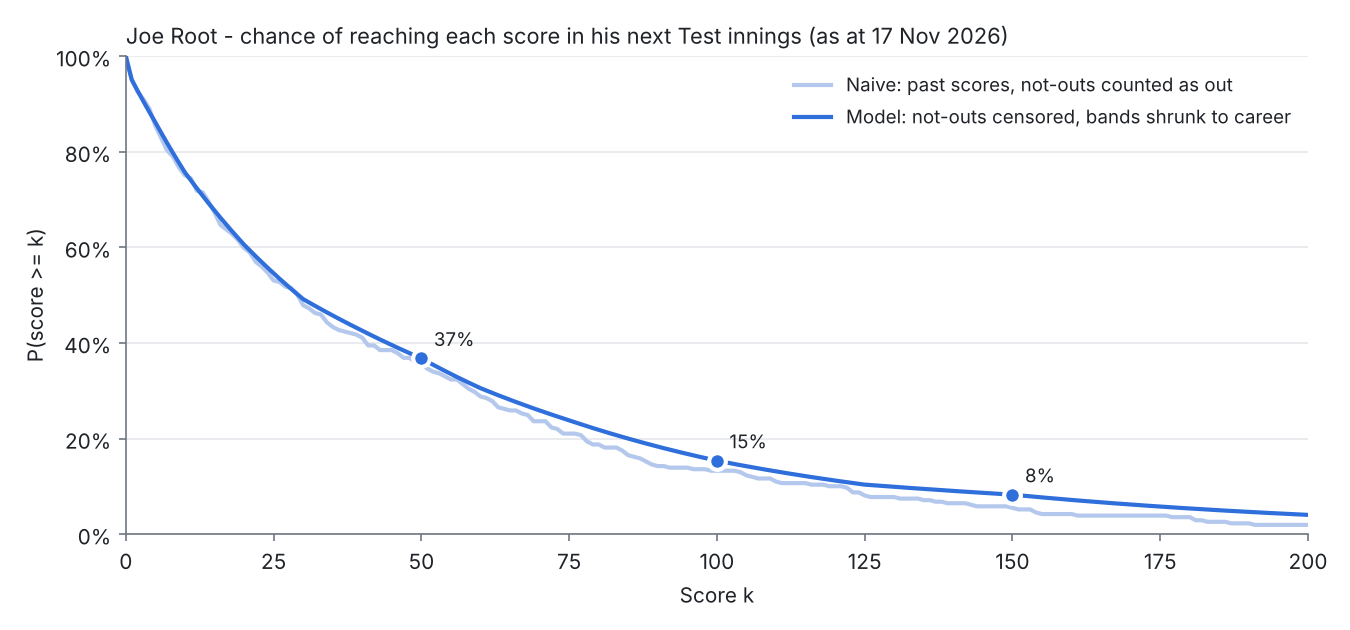 Joe Root - chance of reaching each score in his next Test innings (as at 17 Nov 2026)
Naive: past scores, not-outs counted as out
Model: not-outs censored, bands shrunk to career
P(score >= k)
100%
80%
60%
40%
20%
0%
37%
15%
8%
0 25 50 75 100 125 150 175 200
Score k